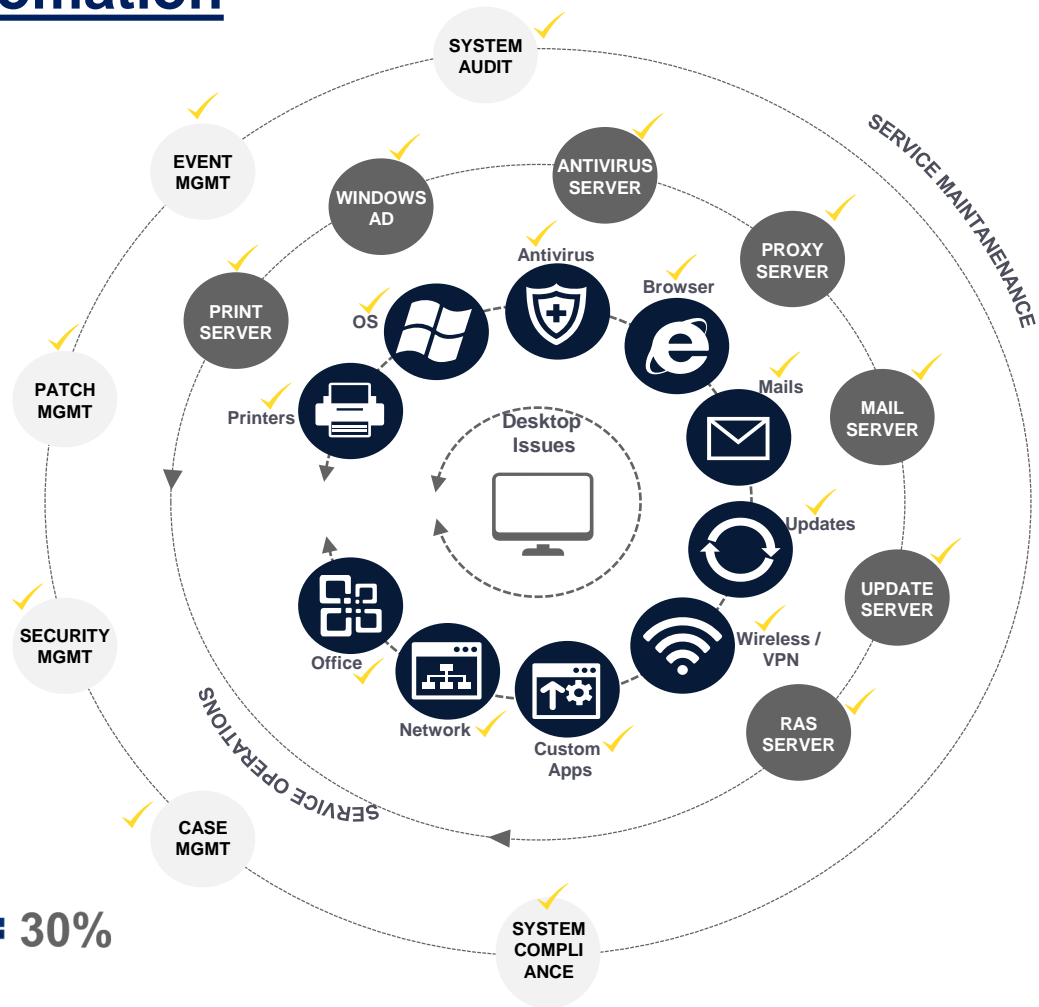 omation
SYSTEM
AUDIT
SERVICE MAINTANENANCE
EVENT
MGMT
WINDOWS
AD
ANTIVIRUS
SERVER
PROXY
SERVER
PRINT
SERVER
OS
Antivirus
Browser
PATCH
MGMT
Printers
Mails
MAIL
SERVER
Desktop
Issues
Updates
UPDATE
SERVER
SECURITY
MGMT
Office
Wireless /
VPN
Network
Custom
Apps
RAS
SERVER
SERVICE OPERATIONS
CASE
MGMT
= 30%
SYSTEM
COMPLI
ANCE